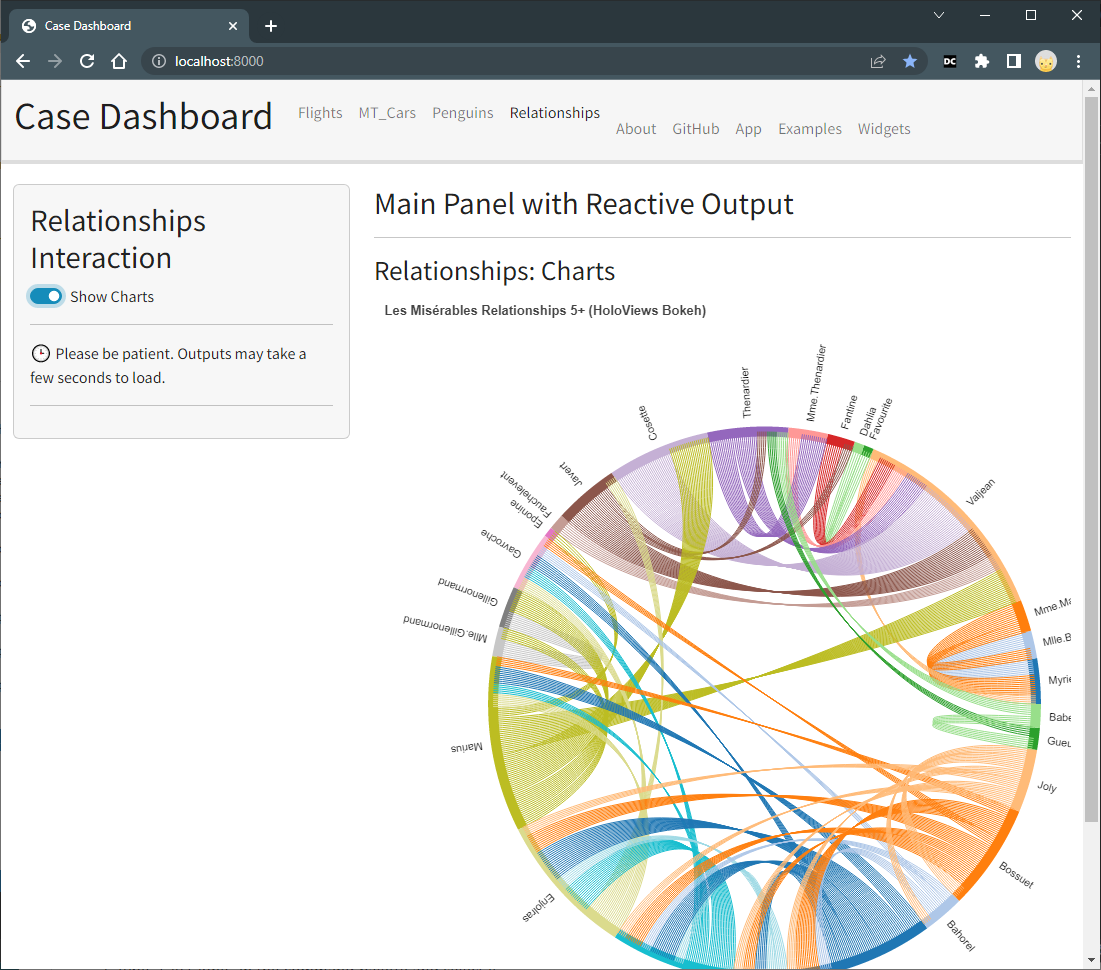 Case Dashboard
localhost:8000
DC
Case Dashboard
Flights MT_Cars Penguins Relationships
About GitHub App Examples Widgets
Relationships
Interaction
Show Charts
Please be patient. Outputs may take a
few seconds to load.
Main Panel with Reactive Output
Relationships: Charts
Les Misérables Relationships 5+ (HoloViews Bokeh)
Thenardier
Mme.Thenardier
Fantine
Dahlia
Favourite
Cosette
Javert
Fauchelevent
Eponine
Gavroche
Gillenormand
Mlle.Gillenormand
Marius
Enjolras
Valjean
Mme.Ma
Mlle.B
Myrie
Babe
Gueu
Joly
Bossuet
Bahorel